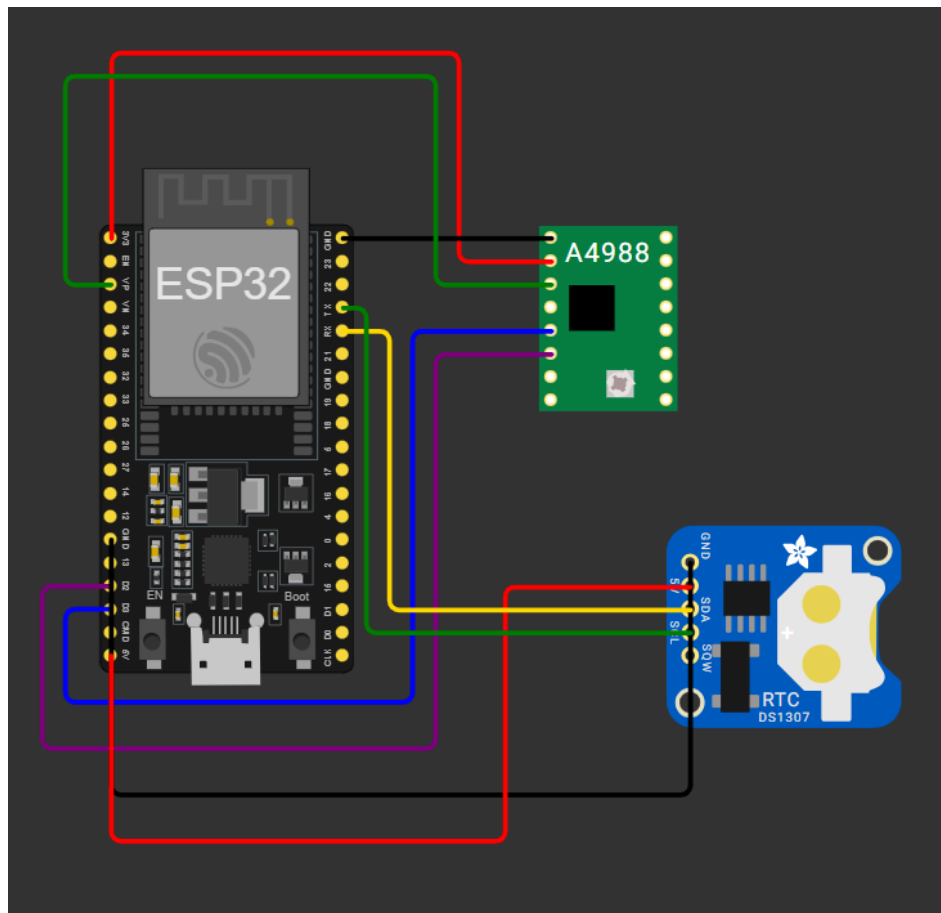 ESP32
3V3
EN
VP
VN
34
35
32
33
25
26
27
14
12
GND
13
D2
D3
CMD
5V
GND
23
22
TX
RX
21
GND
19
18
5
17
16
4
0
2
15
D1
D0
CLK
EN
Boot
A4988
GND
5V
SDA
SCL
SQW
RTC
DS1307